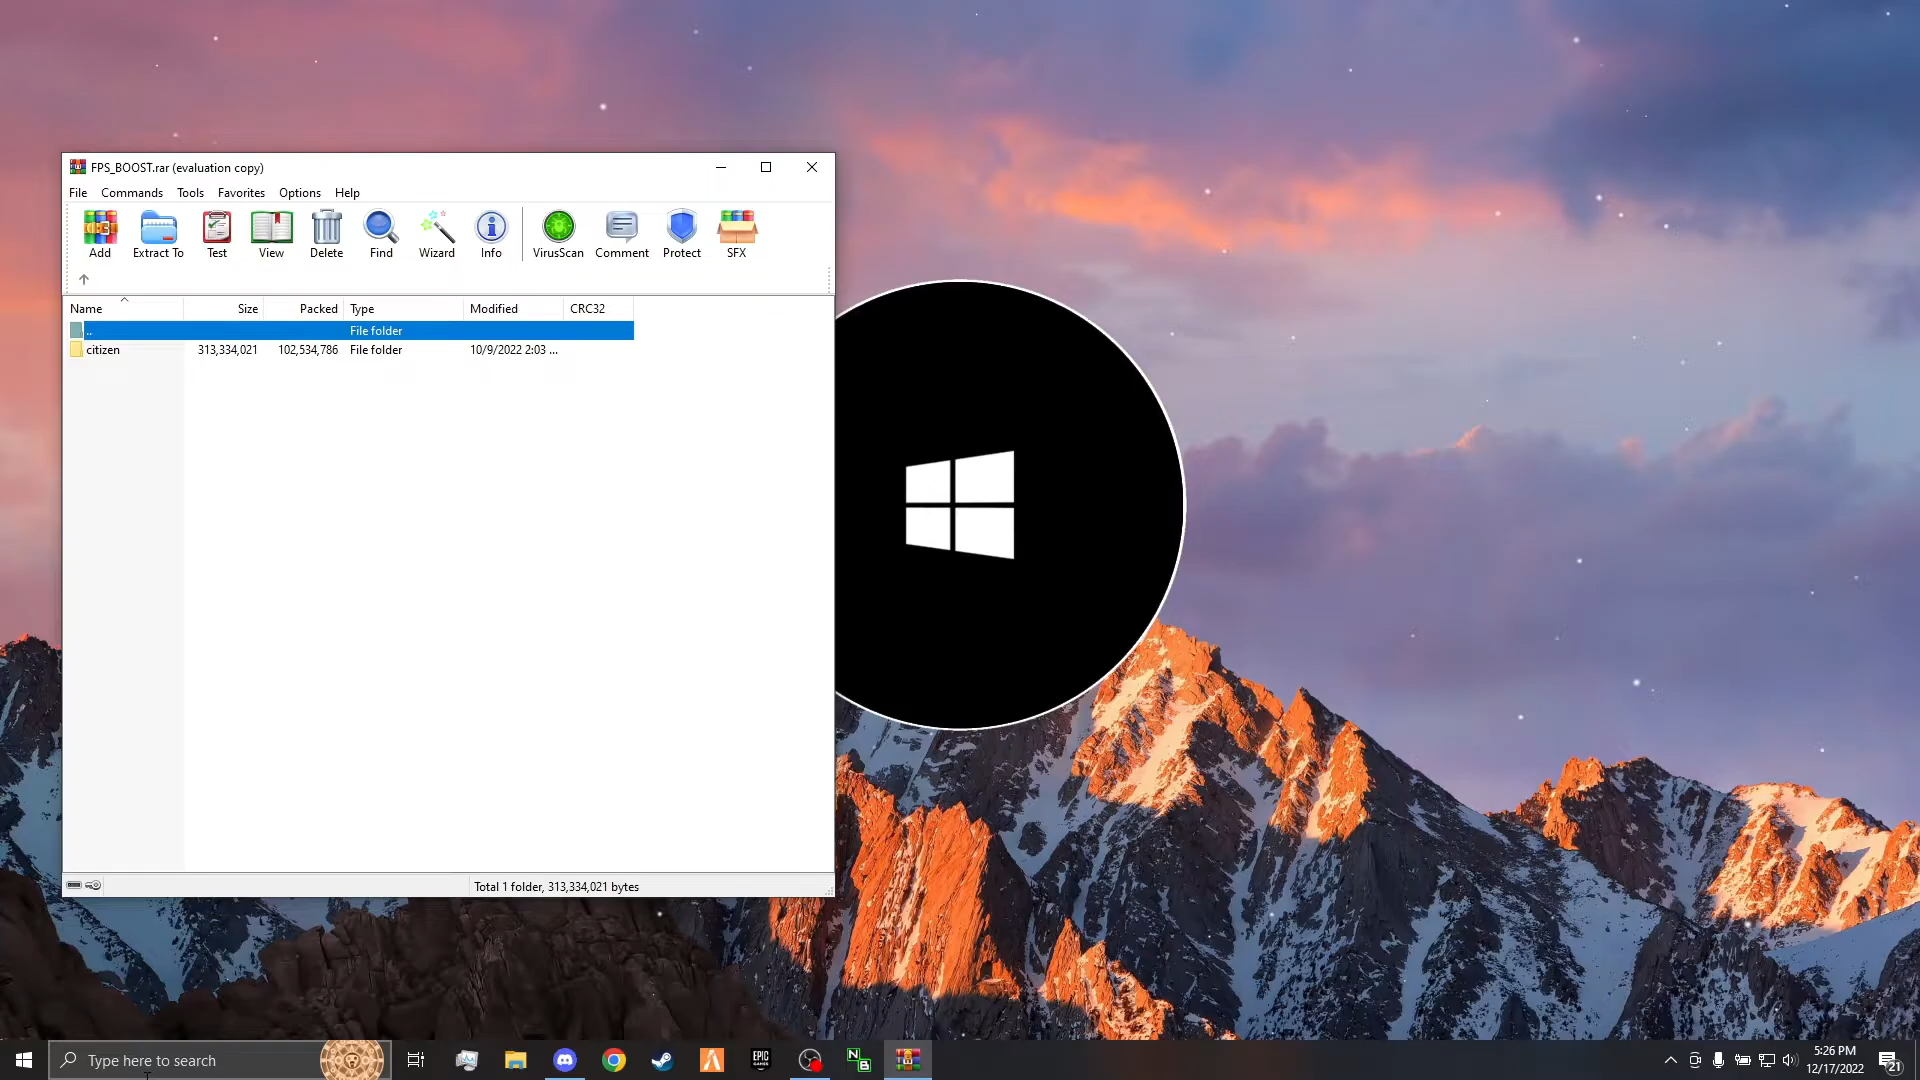 FPS_BOOST.rar (evaluation copy)
File Commands Tools Favorites Options Help
Add Extract To Test View Delete Find Wizard Info VirusScan Comment Protect SFX
Name Size Packed Type Modified CRC32
.. File folder
citizen 313,334,021 102,534,786 File folder 10/9/2022 2:03 ...
Total 1 folder, 313,334,021 bytes
Type here to search
EPIC
GAMES
N
B
5:26 PM
12/17/2022
21